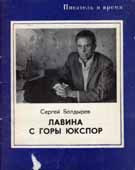 Писатель и время
Сергей Болдырев
ЛАВИНА
С ГОРЫ ЮКСПОР